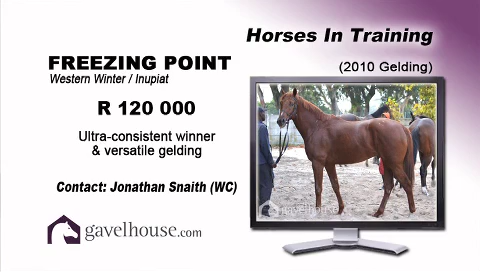 Horses In Training
FREEZING POINT
Western Winter / Inupiat
(2010 Gelding)
R 120 000
Ultra-consistent winner
& versatile gelding
Contact: Jonathan Snaith (WC)
gavelhouse.com
gavelhouse